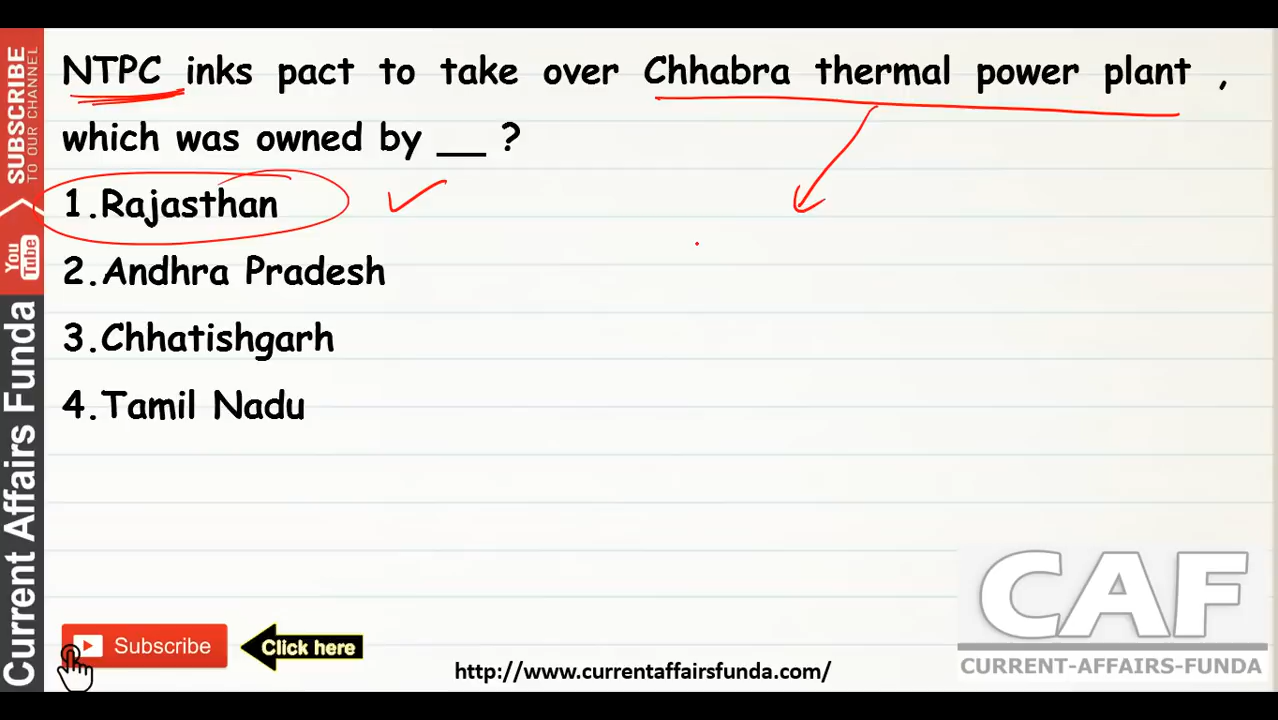 SUBSCRIBE
TO OUR CHANNEL
You
Tube
Current Affairs Funda
NTPC inks pact to take over Chhabra thermal power plant ,
which was owned by __ ?
1.Rajasthan
2.Andhra Pradesh
3.Chhatishgarh
4.Tamil Nadu
Subscribe
Click here
http://www.currentaffairsfunda.com/
CAF
CURRENT-AFFAIRS-FUNDA